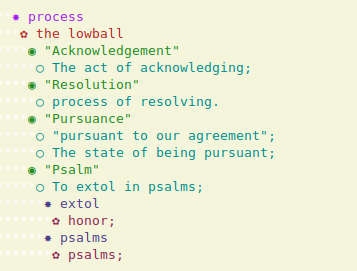 ✸ process
✿ the lowball
◉ "Acknowledgement"
○ The act of acknowledging;
◉ "Resolution"
○ process of resolving.
◉ "Pursuance"
○ "pursuant to our agreement";
○ The state of being pursuant;
◉ "Psalm"
○ To extol in psalms;
✸ extol
✿ honor;
✸ psalms
✿ psalms;